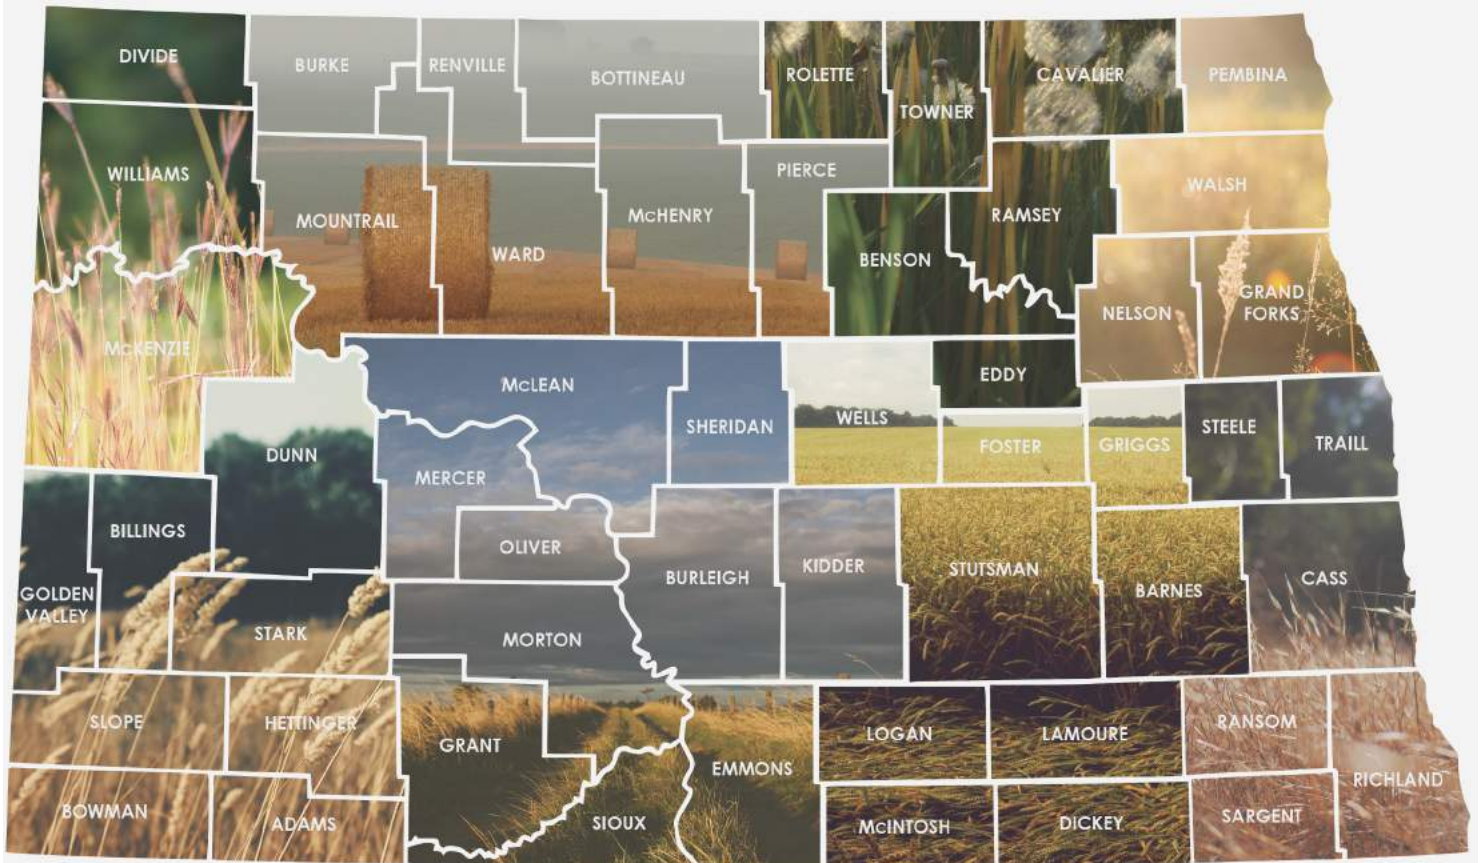 DIVIDE
BURKE
RENVILLE
BOTTINEAU
ROLETTE
TOWNER
CAVALIER
PEMBINA
WILLIAMS
MOUNTRAIL
WARD
McHENRY
PIERCE
BENSON
RAMSEY
WALSH
NELSON
GRAND
FORKS
McKENZIE
DUNN
McLEAN
SHERIDAN
WELLS
EDDY
FOSTER
GRIGGS
STEELE
TRAILL
MERCER
OLIVER
GOLDEN
VALLEY
BILLINGS
STARK
MORTON
BURLEIGH
KIDDER
STUTSMAN
BARNES
CASS
SLOPE
HETTINGER
GRANT
EMMONS
LOGAN
LAMOURE
RANSOM
RICHLAND
BOWMAN
ADAMS
SIOUX
McINTOSH
DICKEY
SARGENT